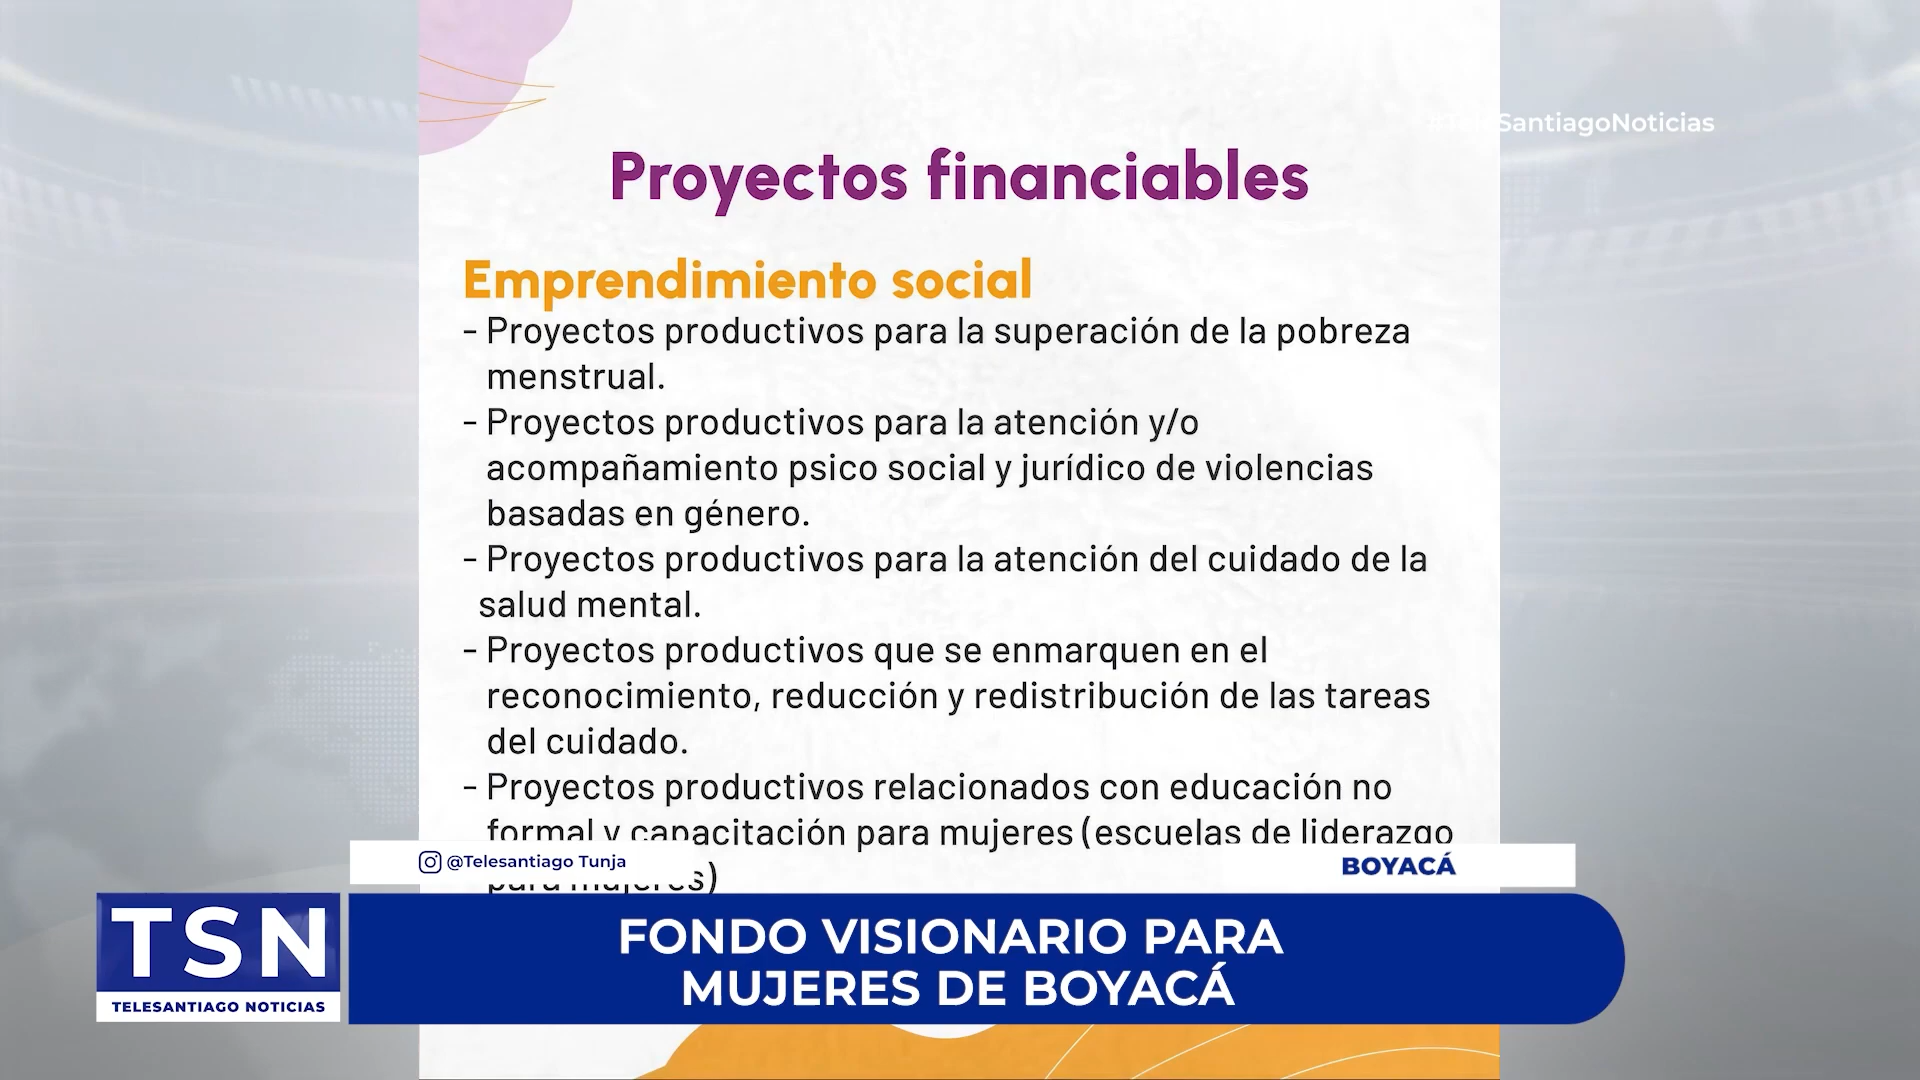 #TeleSantiagoNoticias
Proyectos financiables
Emprendimiento social
- Proyectos productivos para la superación de la pobreza
menstrual.
- Proyectos productivos para la atención y/o
acompañamiento psico social y jurídico de violencias
basadas en género.
- Proyectos productivos para la atención del cuidado de la
salud mental.
- Proyectos productivos que se enmarquen en el
reconocimiento, reducción y redistribución de las tareas
del cuidado.
- Proyectos productivos relacionados con educación no
formal y capacitación para mujeres (escuelas de liderazgo
para mujeres)
@Telesantiago Tunja
BOYACÁ
TSN
TELESANTIAGO NOTICIAS
FONDO VISIONARIO PARA
MUJERES DE BOYACÁ